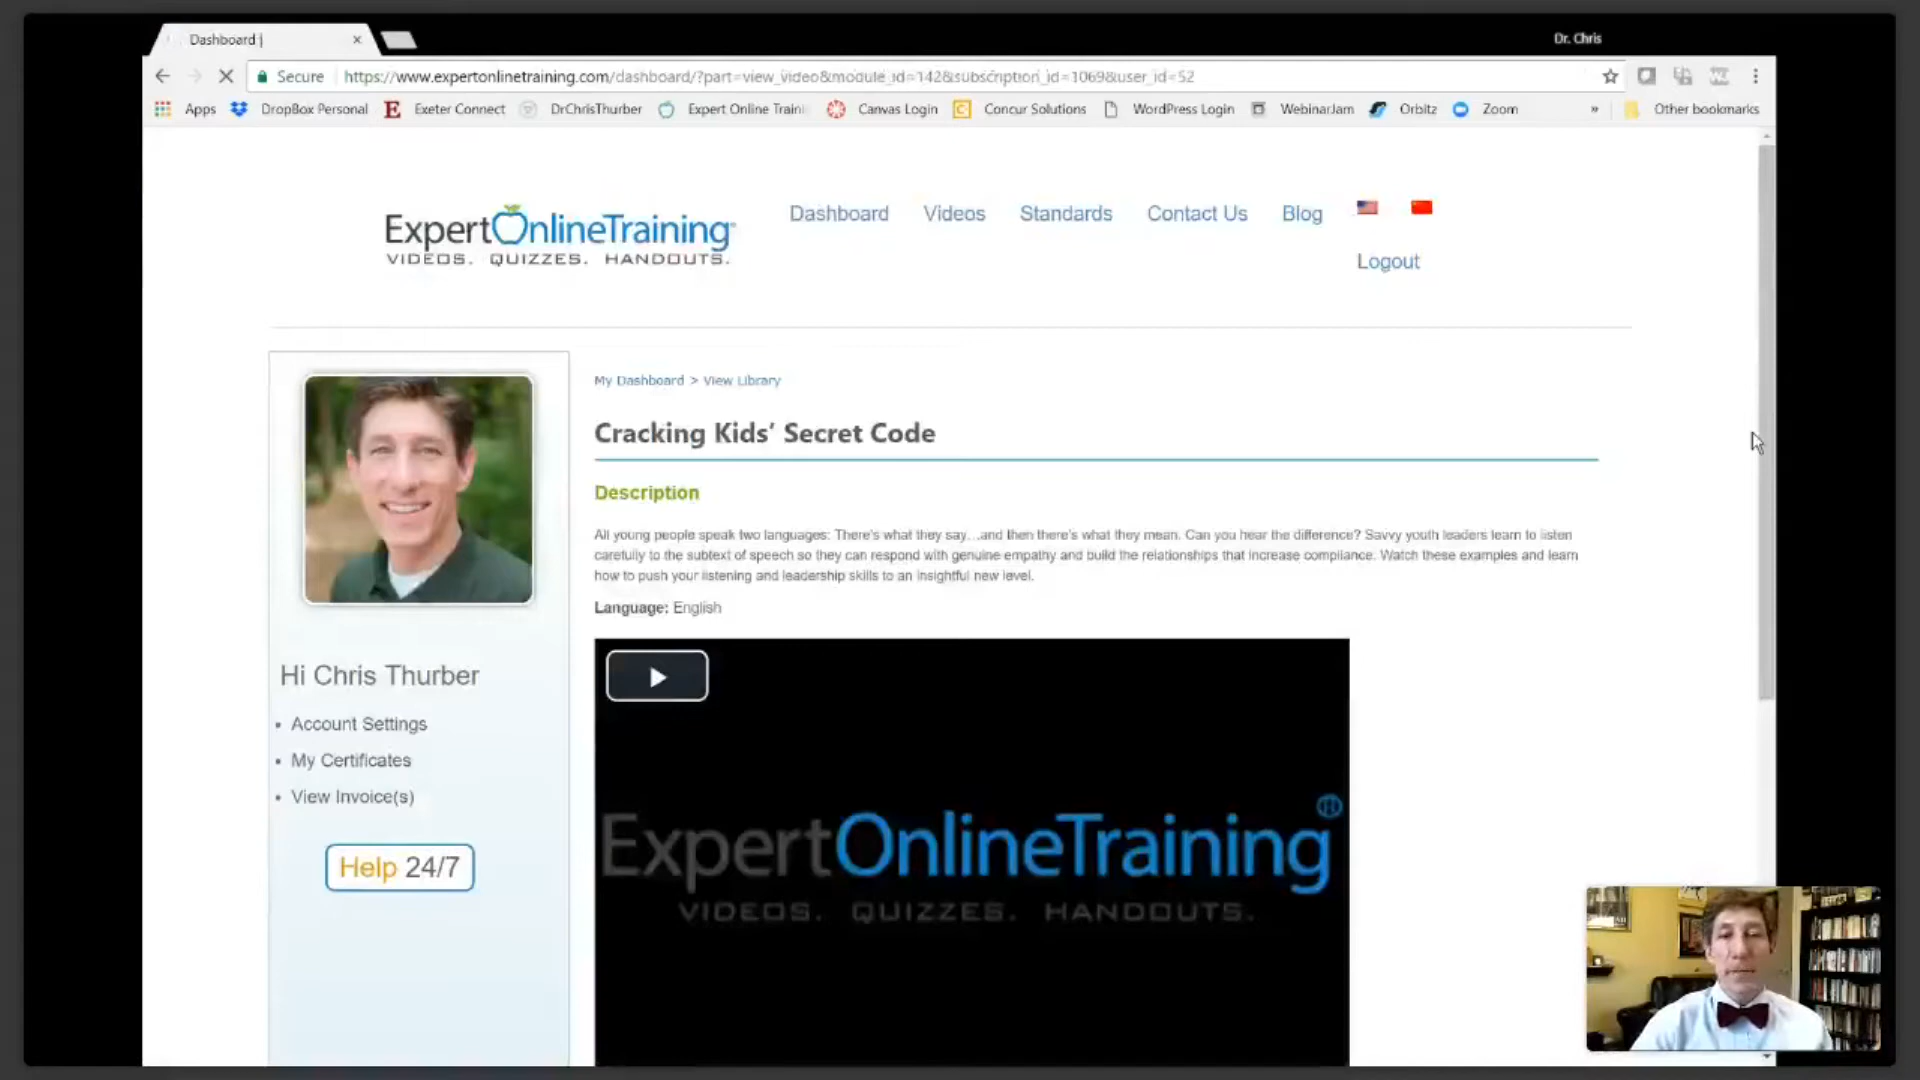 Dashboard |
Dr. Chris
Secure
https://www.expertonlinetraining.com/dashboard/?part=view_video&module_id=142&subscription_id=1069&user_id=52
Apps DropBox Personal Exeter Connect DrChrisThurber Expert Online Traini Canvas Login Concur Solutions WordPress Login WebinarJam Orbitz Zoom » Other bookmarks
ExpertOnlineTraining
VIDEOS. QUIZZES. HANDOUTS.
Dashboard Videos Standards Contact Us Blog
Logout
My Dashboard > View Library
Cracking Kids' Secret Code
Description
All young people speak two languages: There's what they say...and then there's what they mean. Can you hear the difference? Savvy youth leaders learn to listen
carefully to the subtext of speech so they can respond with genuine empathy and build the relationships that increase compliance. Watch these examples and learn
how to push your listening and leadership skills to an insightful new level.
Language: English
Hi Chris Thurber
• Account Settings
• My Certificates
• View Invoice(s)
Help 24/7
ExpertOnlineTraining®
VIDEOS. QUIZZES. HANDOUTS.